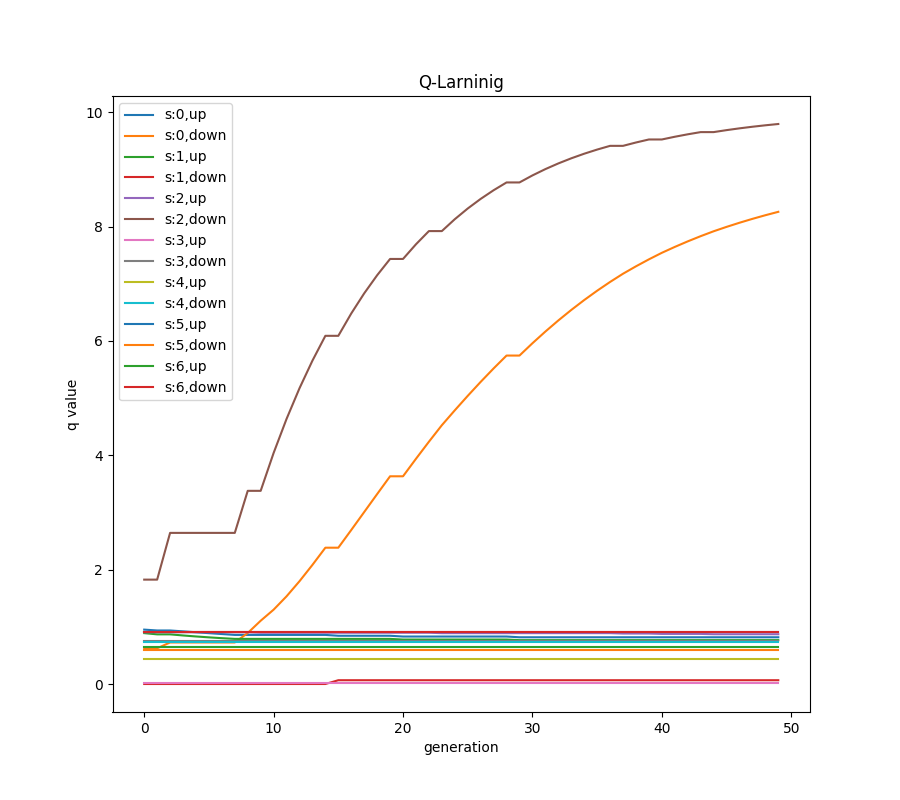 Q-Larninig
10
8
6
4
2
0
q value
s:0,up
s:0,down
s:1,up
s:1,down
s:2,up
s:2,down
s:3,up
s:3,down
s:4,up
s:4,down
s:5,up
s:5,down
s:6,up
s:6,down
0 10 20 30 40 50
generation